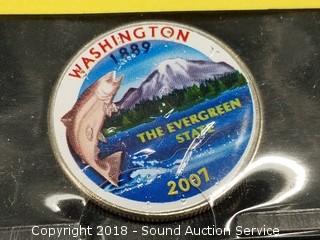 WASHINGTON
1889
THE EVERGREEN
STATE
2007
Copyright 2018 - Sound Auction Service